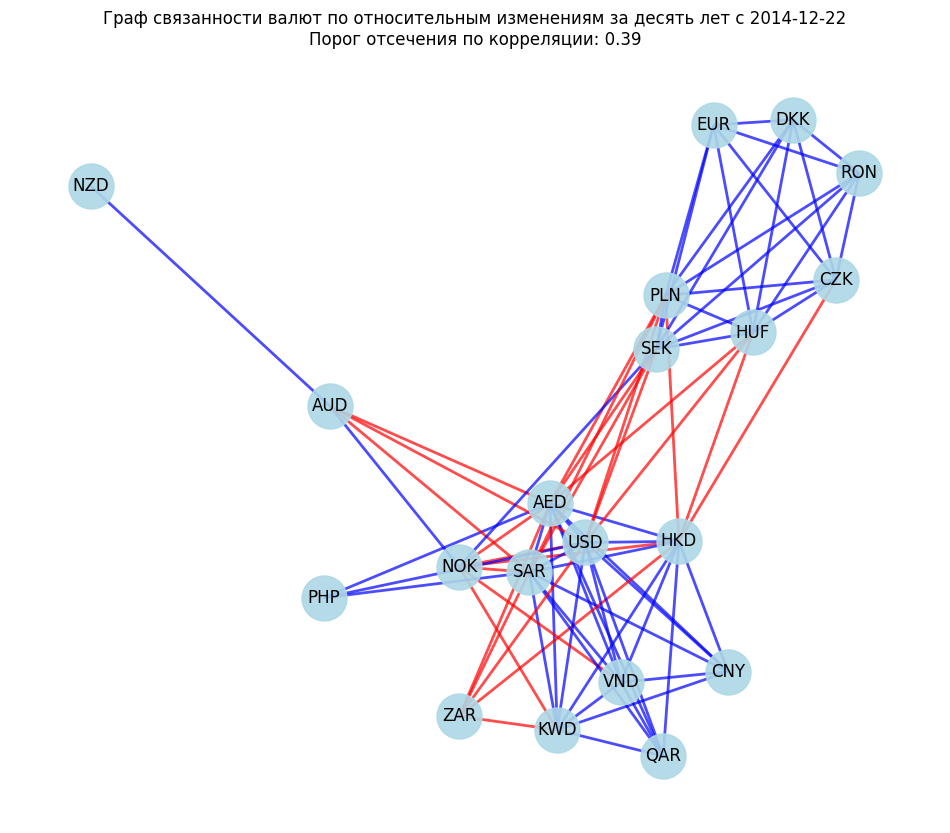 Граф связанности валют по относительным изменениям за десять лет с 2014-12-22
Порог отсечения по корреляции: 0.39
EUR
DKK
RON
NZD
CZK
PLN
HUF
SEK
AUD
AED
USD
HKD
NOK
SAR
PHP
CNY
VND
ZAR
KWD
QAR